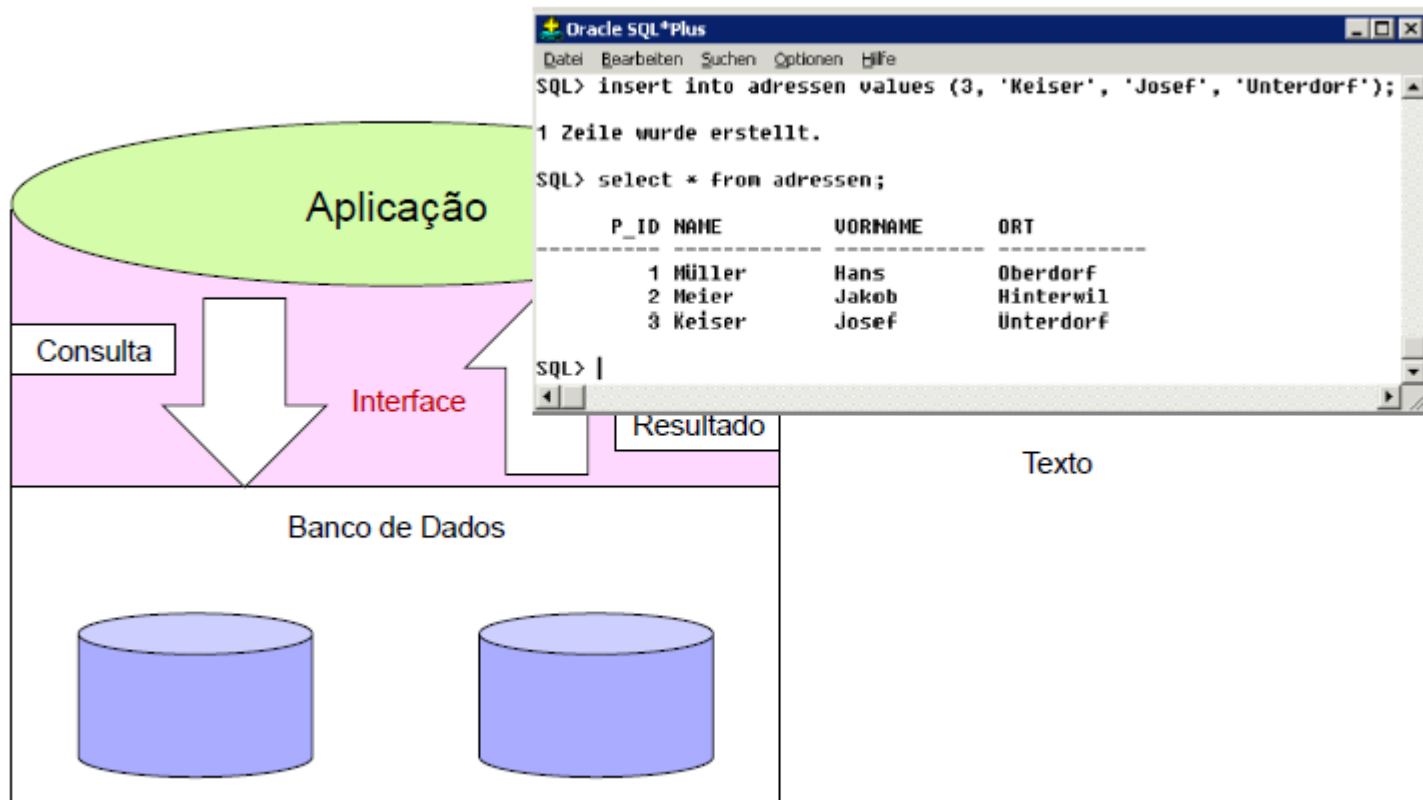 Oracle SQL*Plus
Datei Bearbeiten Suchen Optionen Hilfe
SQL> insert into adressen values (3, 'Keiser', 'Josef', 'Unterdorf');
1 Zeile wurde erstellt.
SQL> select * from adressen;
P_ID NAME VORNAME ORT
---------- ------------ ------------ ------------
1 Müller Hans Oberdorf
2 Meier Jakob Hinterwil
3 Keiser Josef Unterdorf
SQL>
Aplicação
Consulta
Interface
Resultado
Texto
Banco de Dados